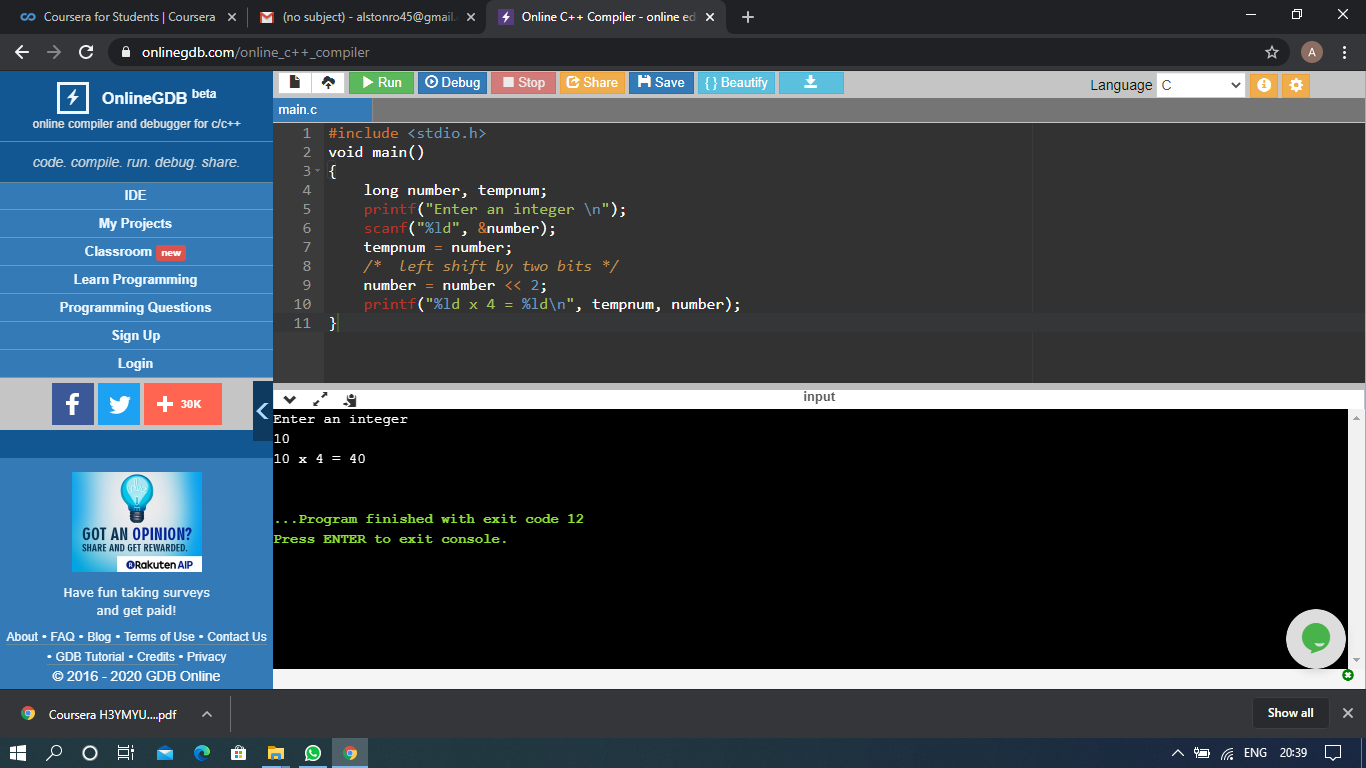 Coursera for Students | Coursera
(no subject) - alstonro45@gmail.
Online C++ Compiler - online ed
onlinegdb.com/online_c++_compiler
A
OnlineGDB beta
online compiler and debugger for c/c++
code. compile. run. debug. share.
IDE
My Projects
Classroom new
Learn Programming
Programming Questions
Sign Up
Login
30K
GOT AN OPINION?
SHARE AND GET REWARDED.
Rakuten AIP
Have fun taking surveys
and get paid!
About • FAQ • Blog • Terms of Use • Contact Us
• GDB Tutorial • Credits • Privacy
© 2016 - 2020 GDB Online
Run Debug Stop Share Save { } Beautify
Language C
main.c
1 #include <stdio.h>
2 void main()
3 {
4 long number, tempnum;
5 printf("Enter an integer \n");
6 scanf("%ld", &number);
7 tempnum = number;
8 /*  left shift by two bits */
9 number = number << 2;
10 printf("%ld x 4 = %ld\n", tempnum, number);
11 }
input
Enter an integer
10
10 x 4 = 40
...Program finished with exit code 12
Press ENTER to exit console.
Coursera H3YMYU....pdf
Show all
ENG 20:39